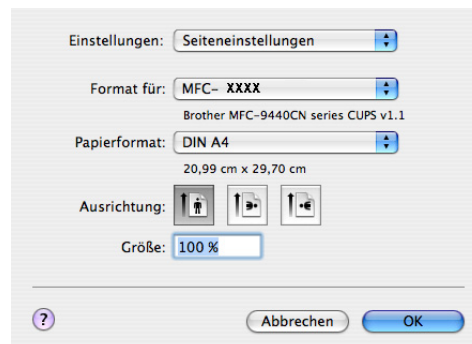 Einstellungen: Seiteneinstellungen
Format für: MFC- XXXX
Brother MFC-9440CN series CUPS v1.1
Papierformat: DIN A4
20,99 cm x 29,70 cm
Ausrichtung:
Größe: 100 %
? Abbrechen OK